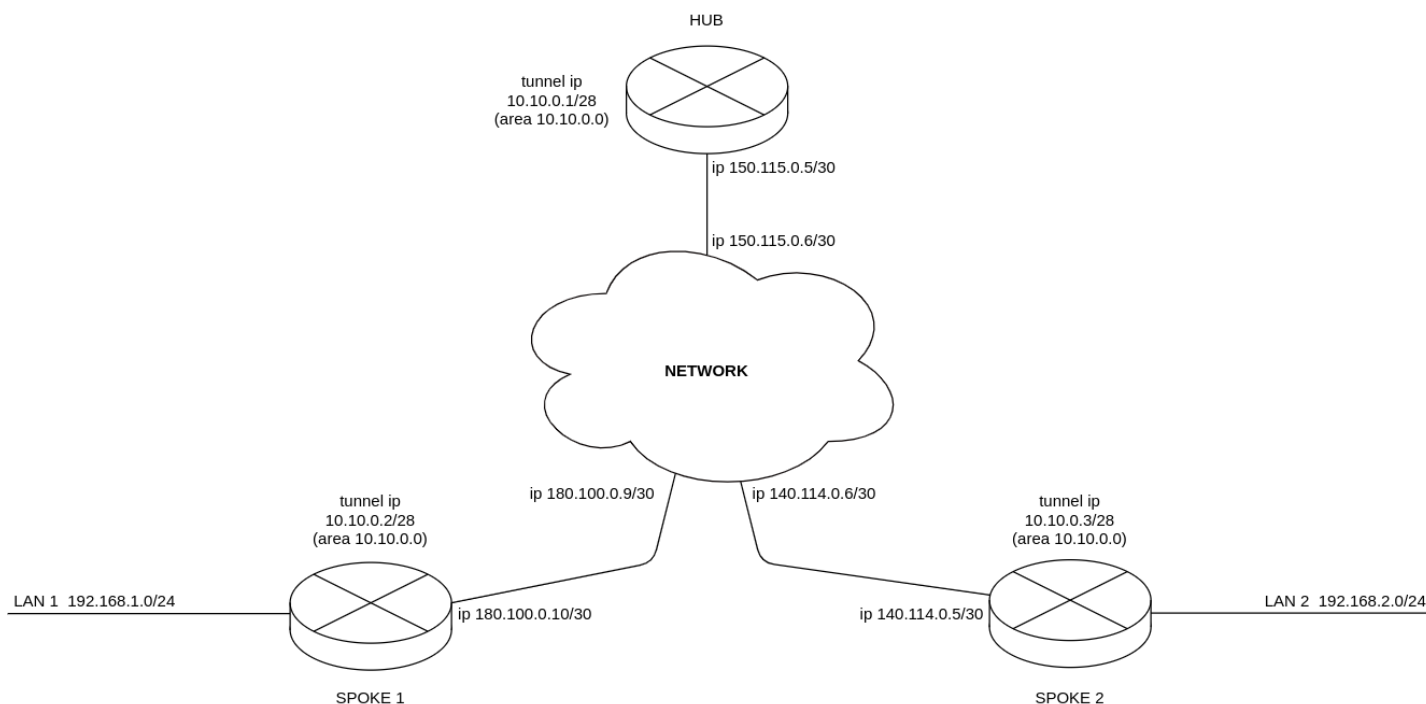 HUB
tunnel ip
10.10.0.1/28
(area 10.10.0.0)
ip 150.115.0.5/30
ip 150.115.0.6/30
NETWORK
ip 180.100.0.9/30
ip 140.114.0.6/30
tunnel ip
10.10.0.2/28
(area 10.10.0.0)
tunnel ip
10.10.0.3/28
(area 10.10.0.0)
LAN 1 192.168.1.0/24
ip 180.100.0.10/30
ip 140.114.0.5/30
LAN 2 192.168.2.0/24
SPOKE 1
SPOKE 2